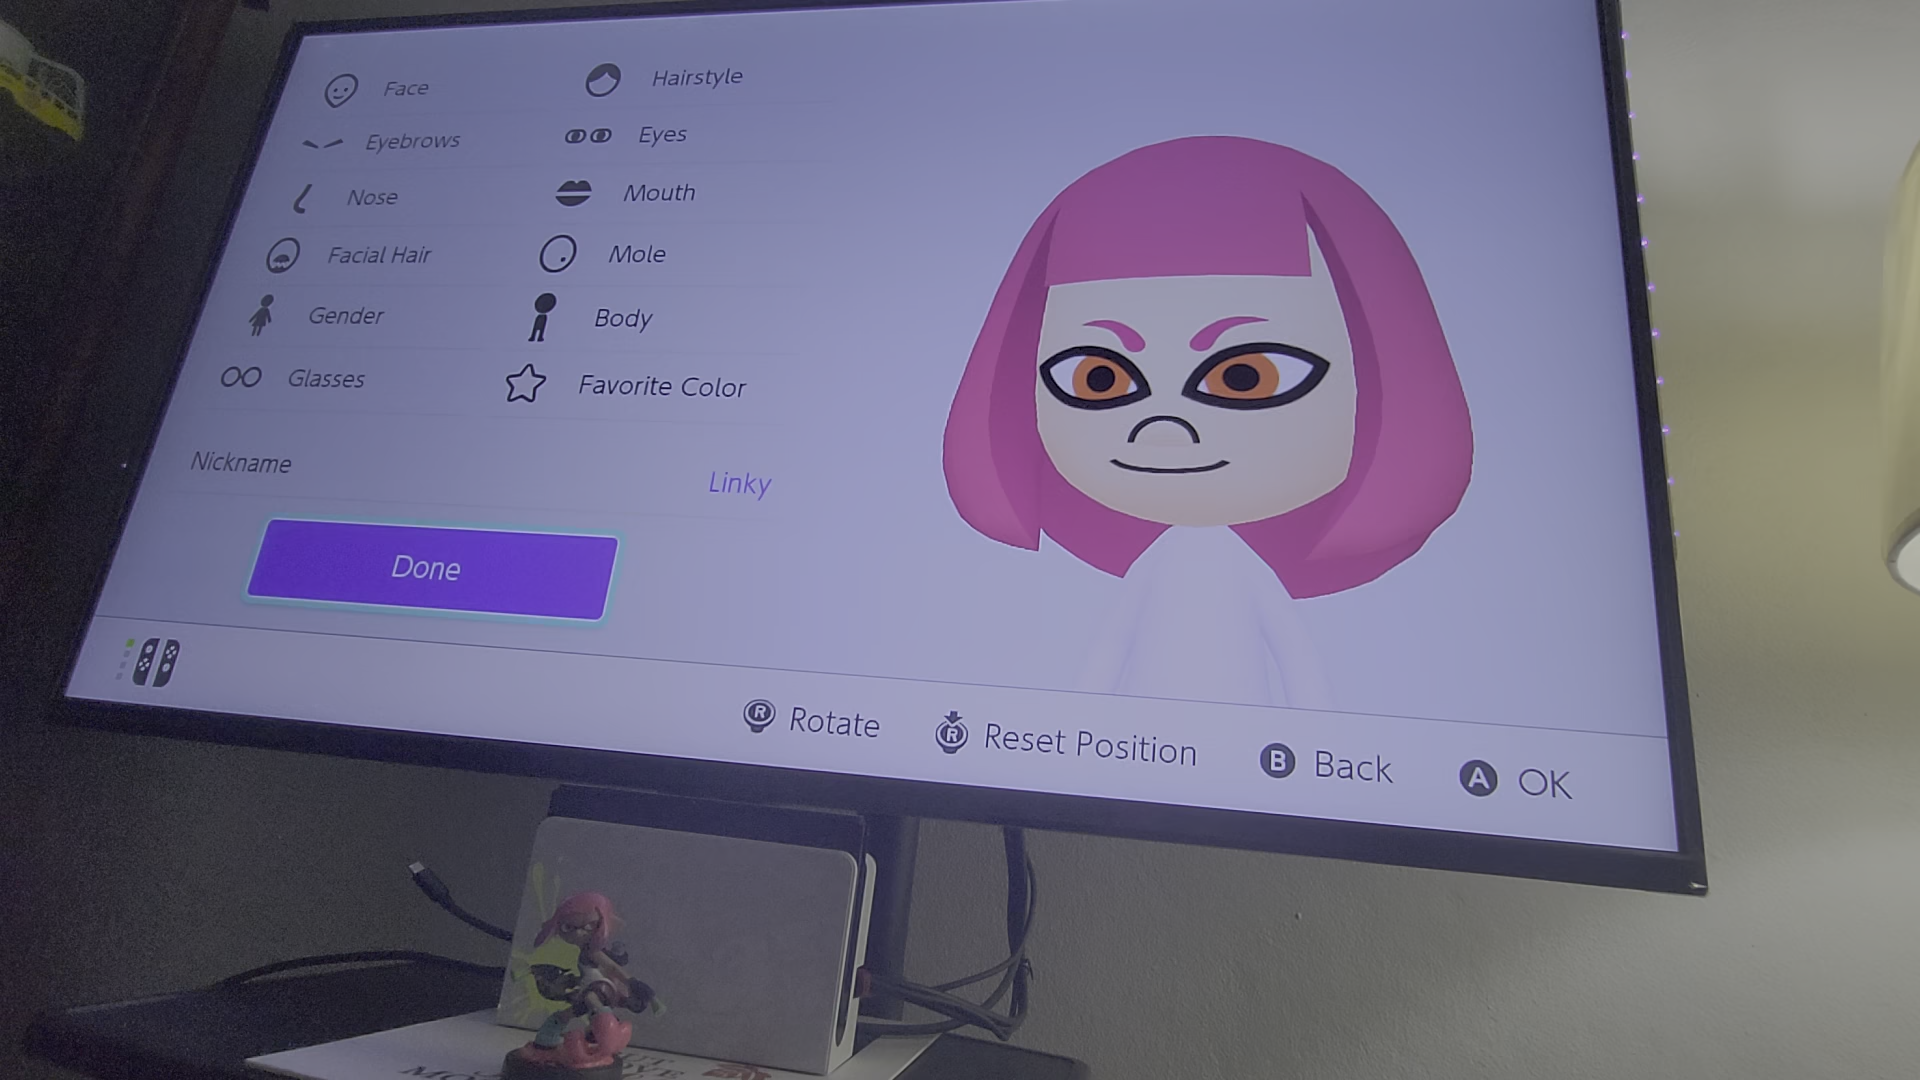 Face
Hairstyle
Eyebrows
Eyes
Nose
Mouth
Facial Hair
Mole
Gender
Body
Glasses
Favorite Color
Nickname
Linky
Done
R Rotate
R Reset Position
B Back
A OK